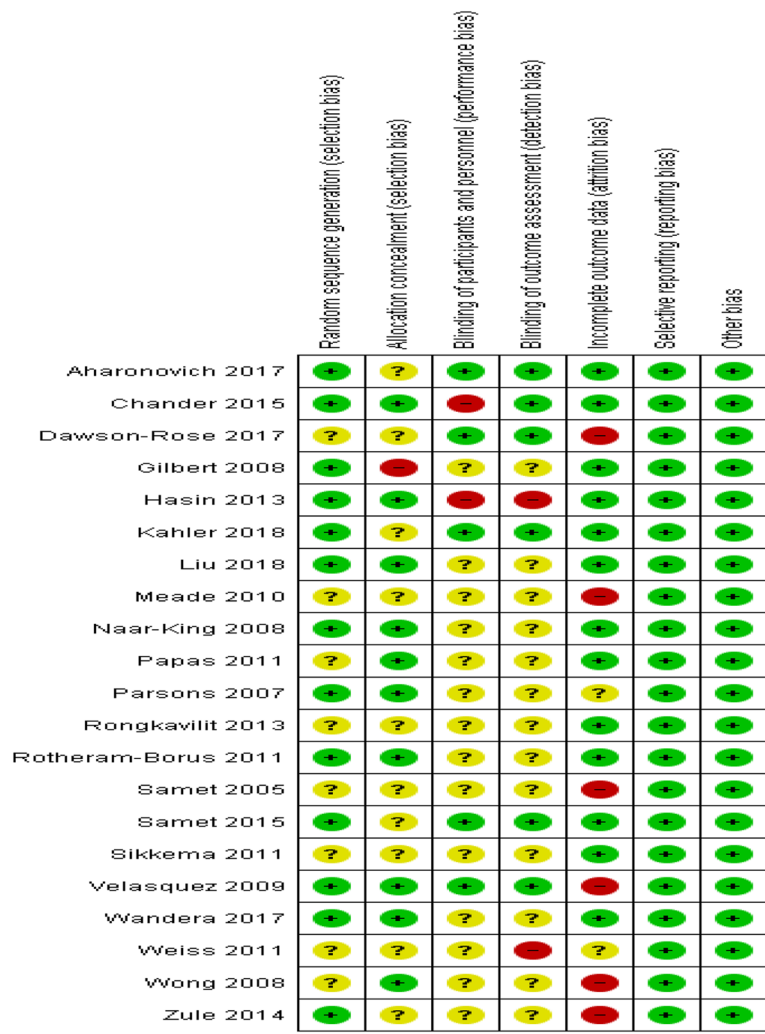 Random sequence generation (selection bias)
Allocation concealment (selection bias)
Blinding of participants and personnel (performance bias)
Blinding of outcome assessment (detection bias)
Incomplete outcome data (attrition bias)
Selective reporting (reporting bias)
Other bias
Aharonovich 2017 + ? + + + + +
Chander 2015 + + - + + + +
Dawson-Rose 2017 ? ? + + - + +
Gilbert 2008 + - ? ? + + +
Hasin 2013 + + - - + + +
Kahler 2018 + ? + + + + +
Liu 2018 + + ? ? + + +
Meade 2010 ? ? ? ? - + +
Naar-King 2008 + + ? ? + + +
Papas 2011 ? + ? ? + + +
Parsons 2007 + + ? ? ? + +
Rongkavilit 2013 ? ? ? ? + + +
Rotheram-Borus 2011 + + ? ? + + +
Samet 2005 ? ? ? ? - + +
Samet 2015 + ? + + + + +
Sikkema 2011 ? ? ? ? + + +
Velasquez 2009 + + + + - + +
Wandera 2017 + + ? ? + + +
Weiss 2011 ? ? ? - ? + +
Wong 2008 ? + ? ? - + +
Zule 2014 + ? ? ? - + +